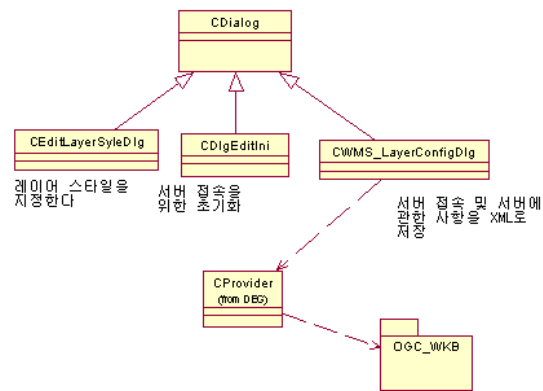 CDialog
CEditLayerSyleDlg
CDlgEditIni
CWMS_LayerConfigDlg
레이어 스타일을
지정한다
서버 접속을
위한 초기화
서버 접속 및 서버에
관한 사항을 XML로
저장
CProvider
(from DEG)
OGC_WKB